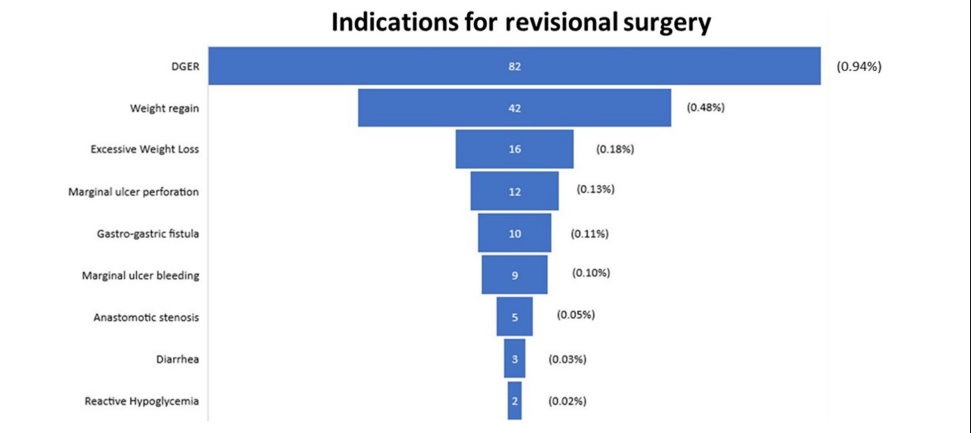 Indications for revisional surgery
DGER 82 (0.94%)
Weight regain 42 (0.48%)
Excessive Weight Loss 16 (0.18%)
Marginal ulcer perforation 12 (0.13%)
Gastro-gastric fistula 10 (0.11%)
Marginal ulcer bleeding 9 (0.10%)
Anastomotic stenosis 5 (0.05%)
Diarrhea 3 (0.03%)
Reactive Hypoglycemia 2 (0.02%)